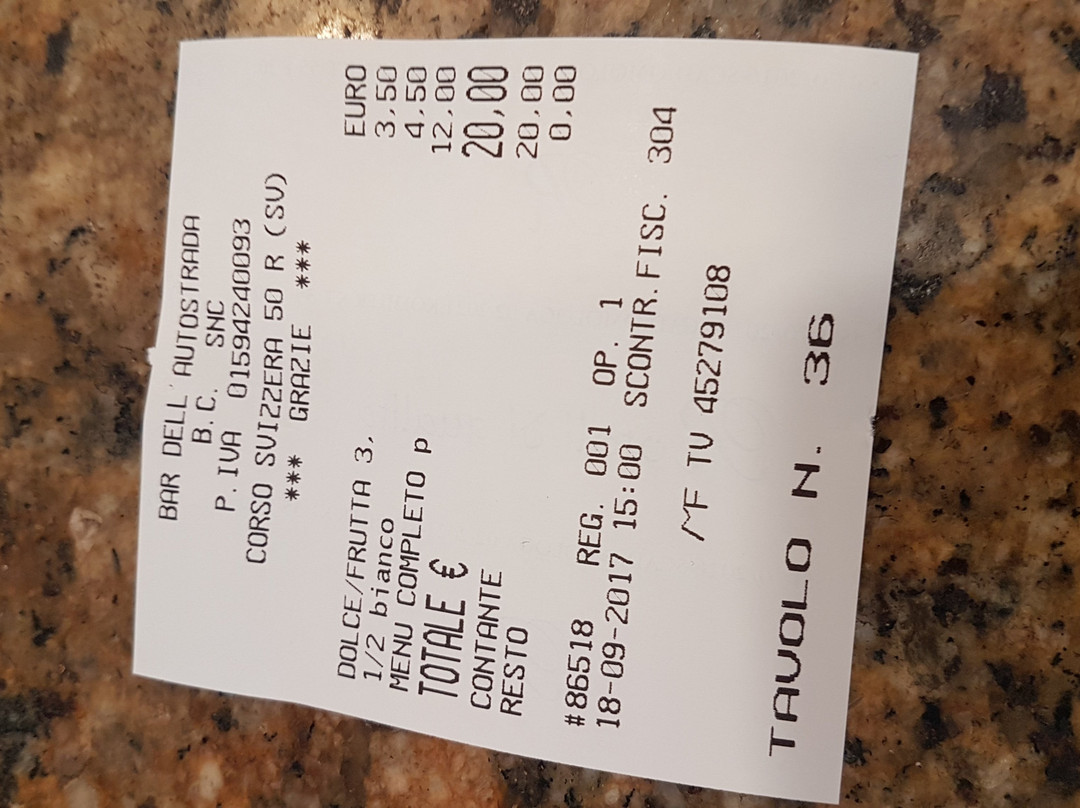 BAR DELL'AUTOSTRADA
B.C. SNC
P.IVA 01594240093
CORSO SVIZZERA 50 R (SV)
*** GRAZIE ***
EURO
DOLCE/FRUTTA 3, 3,50
1/2 bianco 4,50
MENU COMPLETO p 12,00
TOTALE € 20,00
CONTANTE 20,00
RESTO 0,00
#86518 REG. 001 OP. 1
18-09-2017 15:00 SCONTR.FISC. 304
MF TV 45279108
TAVOLO N. 36